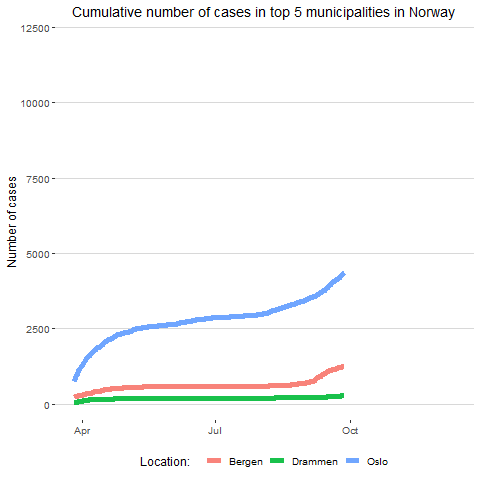 Cumulative number of cases in top 5 municipalities in Norway
12500
10000
7500
5000
2500
0
Number of cases
Apr Jul Oct
Location: Bergen Drammen Oslo